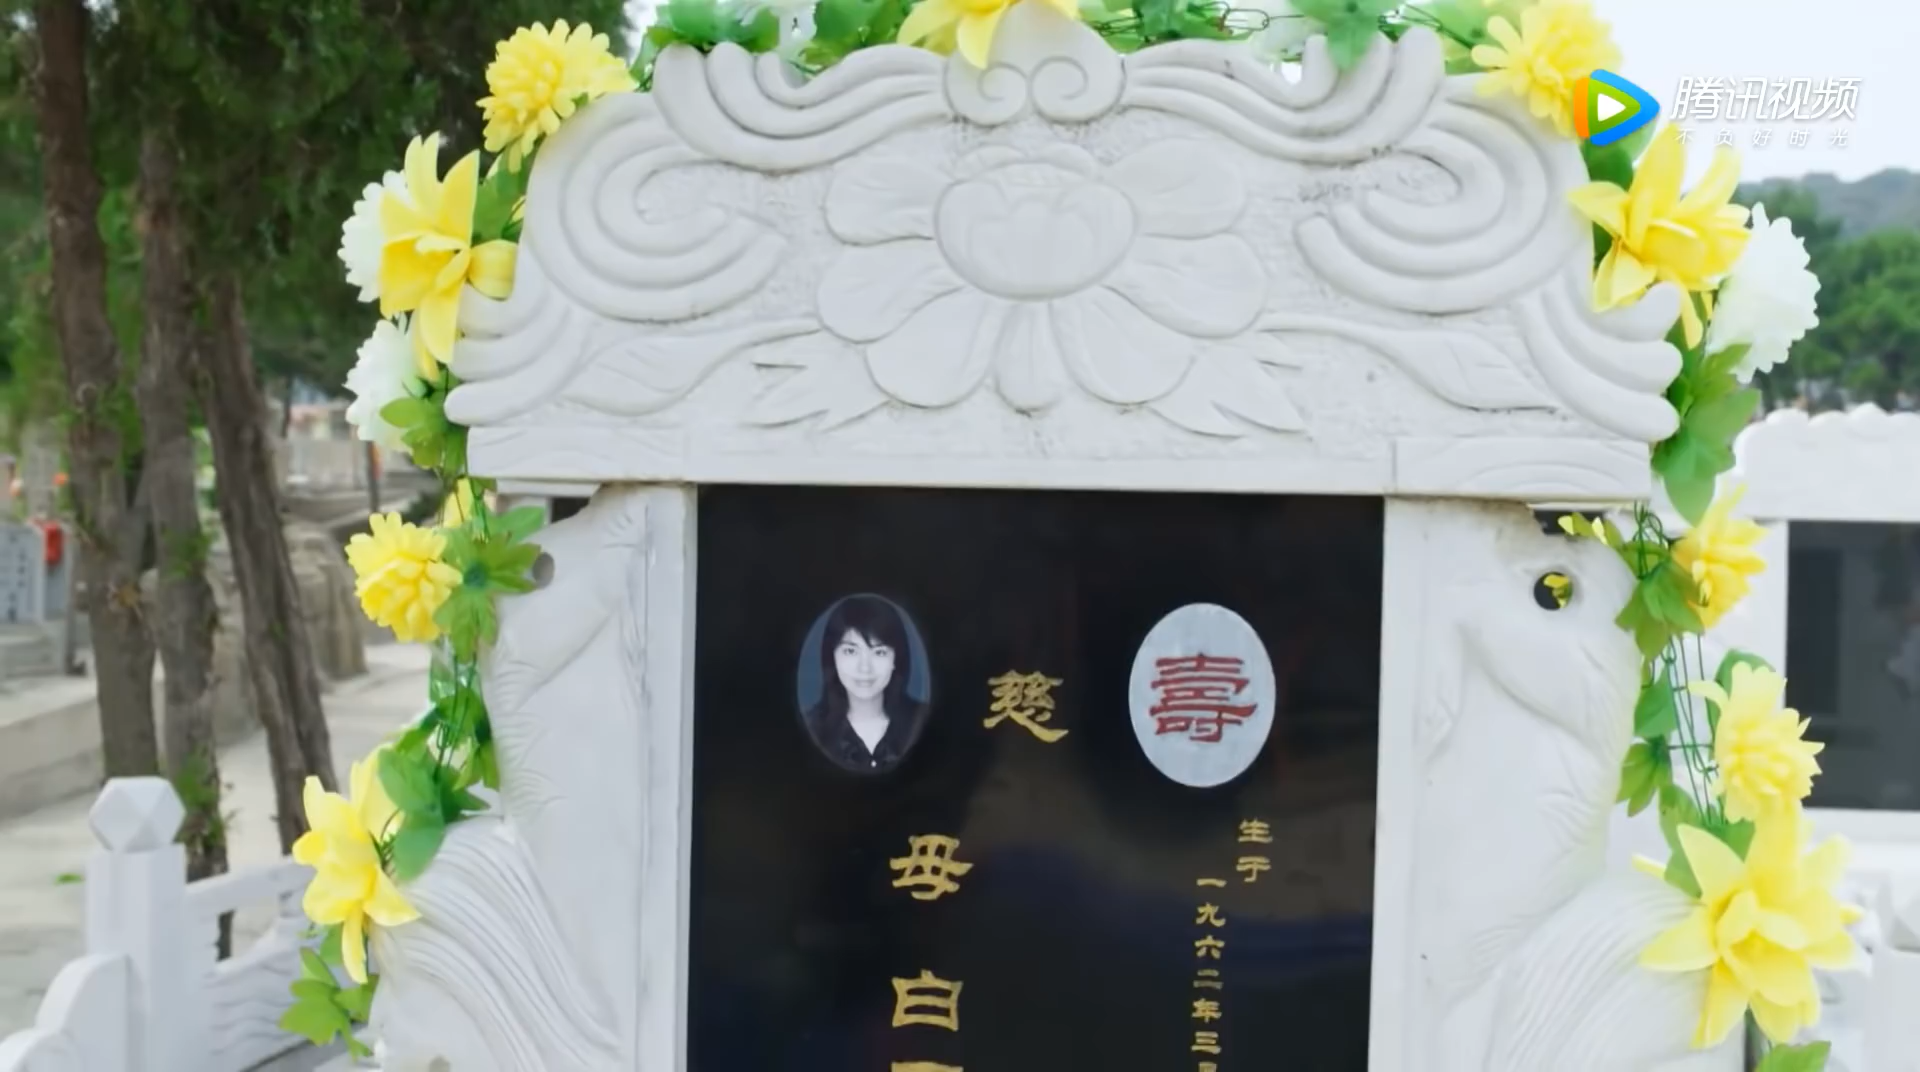 腾讯视频
不负好时光
壽
生于
一九六二年三月
慈
母
白